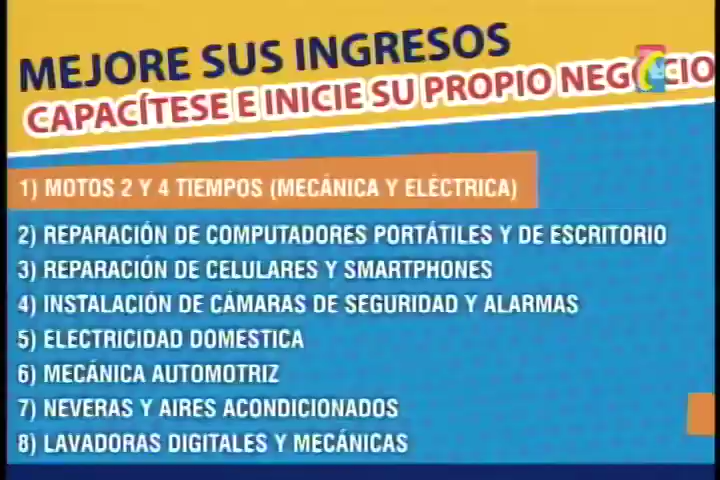 MEJORE SUS INGRESOS
CAPACÍTESE E INICIE SU PROPIO NEGOCIO
1) MOTOS 2 Y 4 TIEMPOS (MECÁNICA Y ELÉCTRICA)
2) REPARACIÓN DE COMPUTADORES PORTÁTILES Y DE ESCRITORIO
3) REPARACIÓN DE CELULARES Y SMARTPHONES
4) INSTALACIÓN DE CÁMARAS DE SEGURIDAD Y ALARMAS
5) ELECTRICIDAD DOMESTICA
6) MECÁNICA AUTOMOTRIZ
7) NEVERAS Y AIRES ACONDICIONADOS
8) LAVADORAS DIGITALES Y MECÁNICAS